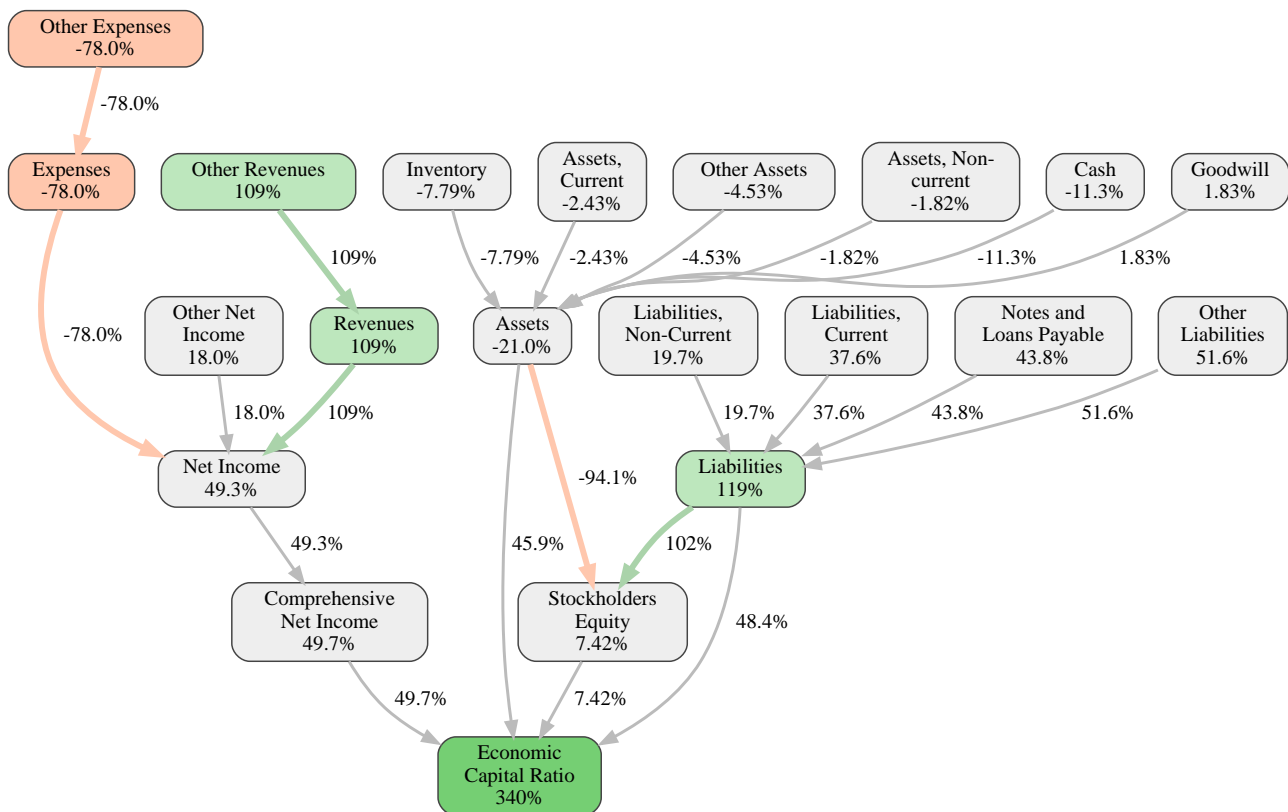 Other Expenses
-78.0%
-78.0%
Expenses
-78.0%
Other Revenues
109%
Inventory
-7.79%
Assets,
Current
-2.43%
Other Assets
-4.53%
Assets, Non-
current
-1.82%
Cash
-11.3%
Goodwill
1.83%
109%
-7.79%
-2.43%
-4.53%
-1.82%
-11.3%
1.83%
-78.0%
Other Net
Income
18.0%
Revenues
109%
Assets
-21.0%
Liabilities,
Non-Current
19.7%
Liabilities,
Current
37.6%
Notes and
Loans Payable
43.8%
Other
Liabilities
51.6%
18.0%
109%
19.7%
37.6%
43.8%
51.6%
Net Income
49.3%
-94.1%
Liabilities
119%
49.3%
45.9%
102%
Comprehensive
Net Income
49.7%
Stockholders
Equity
7.42%
48.4%
49.7%
7.42%
Economic
Capital Ratio
340%